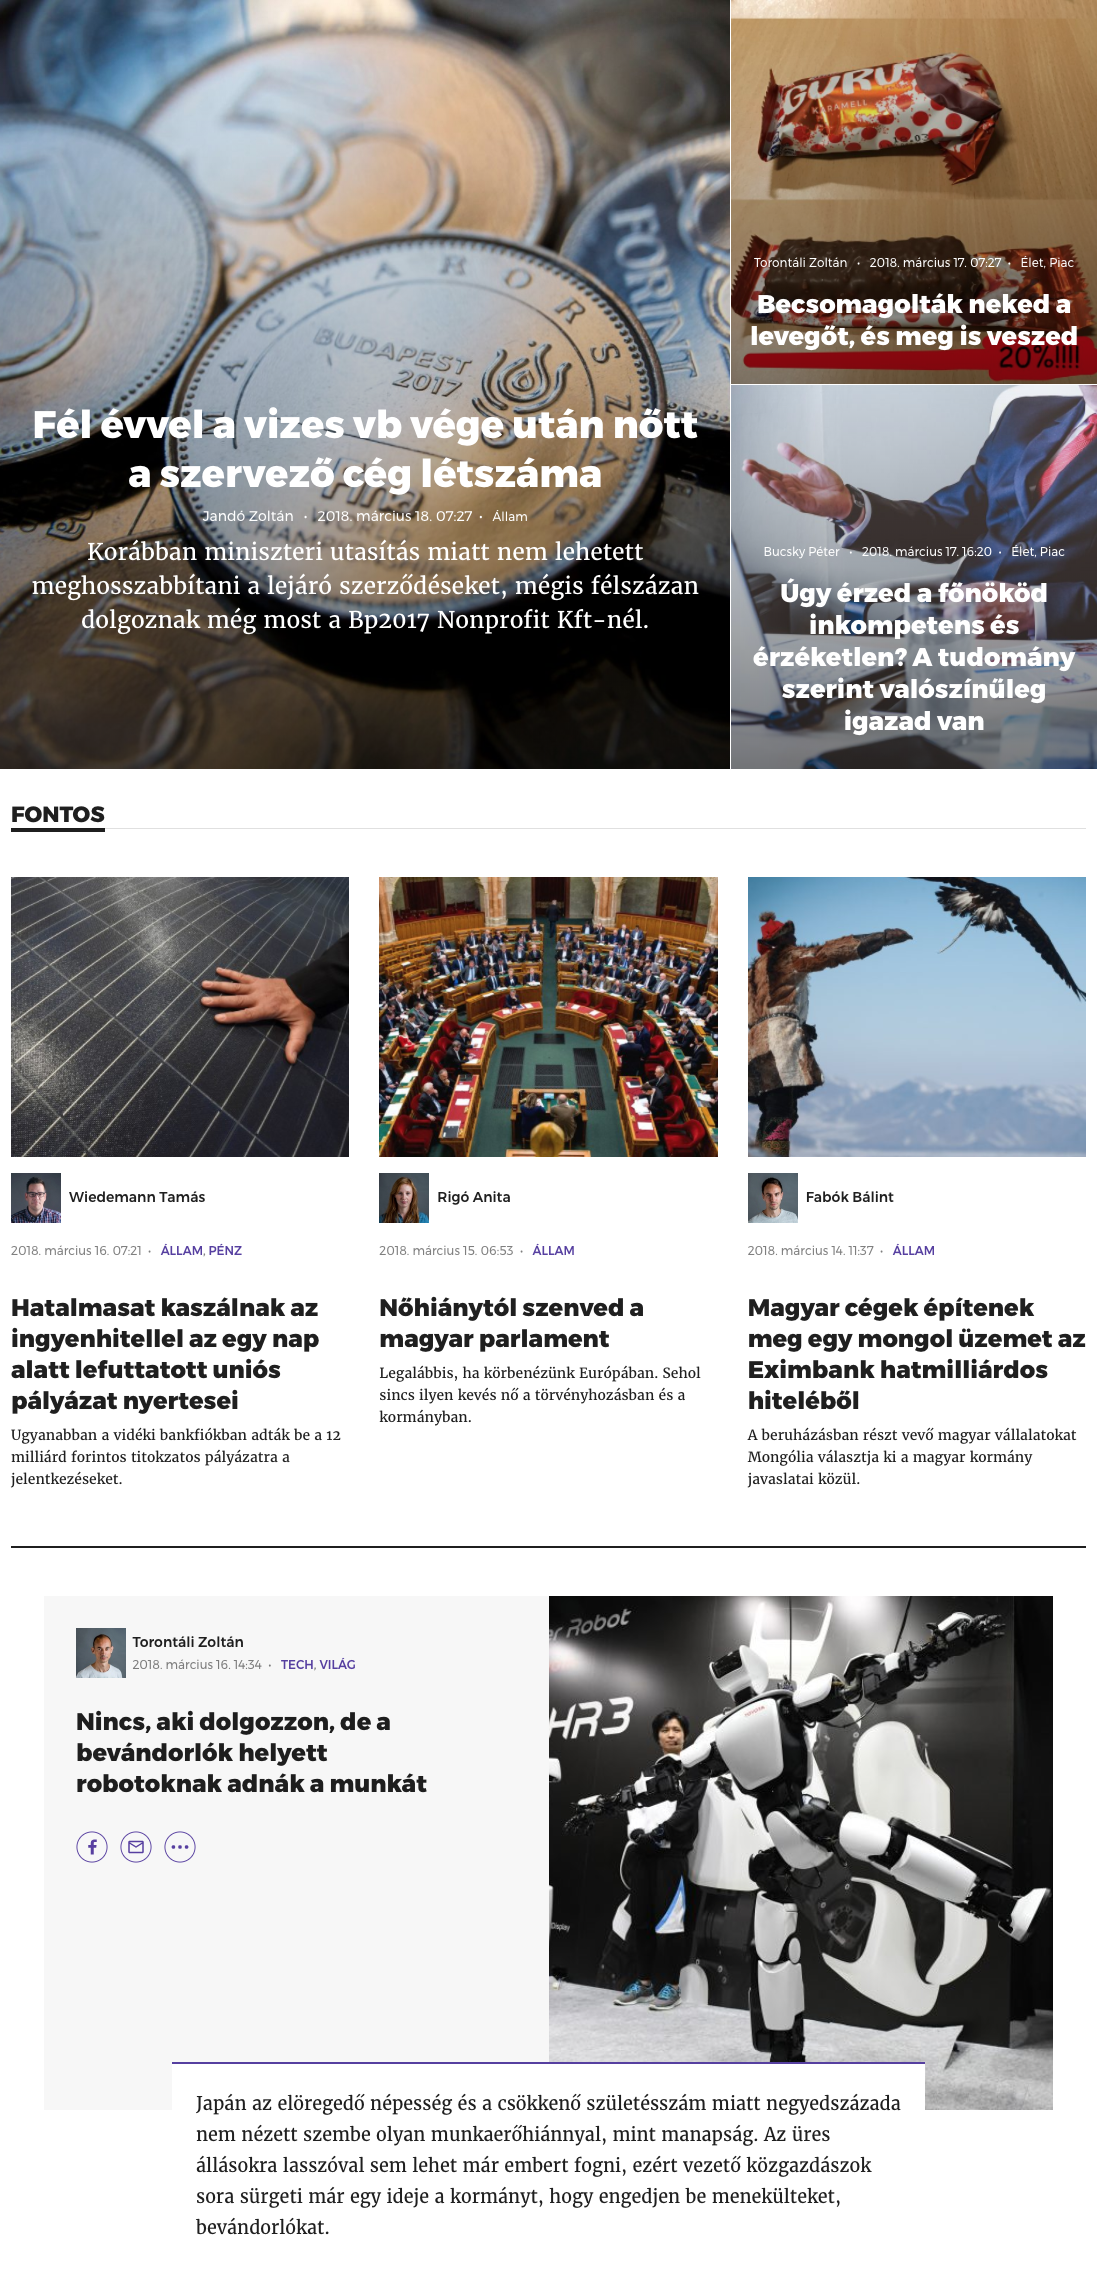 BUDAPEST
2017
FORINT
Fél évvel a vizes vb vége után nőtt
a szervező cég létszáma
Jandó Zoltán • 2018. március 18. 07:27 • Állam
Korábban miniszteri utasítás miatt nem lehetett
meghosszabbítani a lejáró szerződéseket, mégis félszázan
dolgoznak még most a Bp2017 Nonprofit Kft-nél.
GURU
KARAMELL
Torontáli Zoltán • 2018. március 17. 07:27 • Élet, Piac
Becsomagolták neked a
levegőt, és meg is veszed
20%!!!!
Bucsky Péter • 2018. március 17. 16:20 • Élet, Piac
Úgy érzed a főnököd
inkompetens és
érzéketlen? A tudomány
szerint valószínűleg
igazad van
FONTOS
Wiedemann Tamás
2018. március 16. 07:21 • ÁLLAM, PÉNZ
Hatalmasat kaszálnak az
ingyenhitellel az egy nap
alatt lefuttatott uniós
pályázat nyertesei
Ugyanabban a vidéki bankfiókban adták be a 12
milliárd forintos titokzatos pályázatra a
jelentkezéseket.
Rigó Anita
2018. március 15. 06:53 • ÁLLAM
Nőhiánytól szenved a
magyar parlament
Legalábbis, ha körbenézünk Európában. Sehol
sincs ilyen kevés nő a törvényhozásban és a
kormányban.
Fabók Bálint
2018. március 14. 11:37 • ÁLLAM
Magyar cégek építenek
meg egy mongol üzemet az
Eximbank hatmilliárdos
hiteléből
A beruházásban részt vevő magyar vállalatokat
Mongólia választja ki a magyar kormány
javaslatai közül.
Torontáli Zoltán
2018. március 16. 14:34 • TECH, VILÁG
Nincs, aki dolgozzon, de a
bevándorlók helyett
robotoknak adnák a munkát
er Robot
HR3
TOYOTA
Display
Japán az elöregedő népesség és a csökkenő születésszám miatt negyedszázada
nem nézett szembe olyan munkaerőhiánnyal, mint manapság. Az üres
állásokra lasszóval sem lehet már embert fogni, ezért vezető közgazdászok
sora sürgeti már egy ideje a kormányt, hogy engedjen be menekülteket,
bevándorlókat.